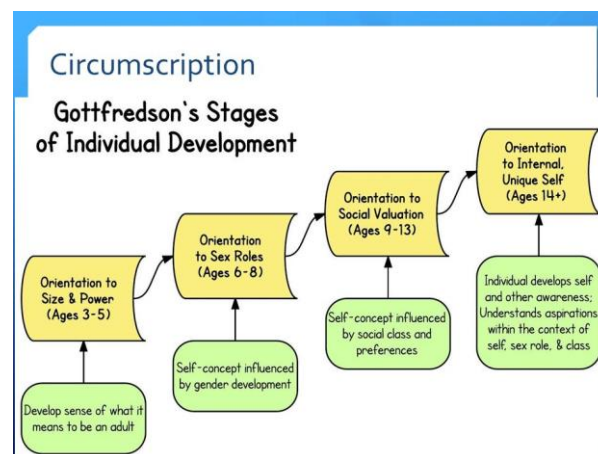 Circumscription
Gottfredson's Stages
of Individual Development
Orientation to
Size & Power
(Ages 3-5)
Develop sense of what it
means to be an adult
Orientation
to Sex Roles
(Ages 6-8)
Self-concept influenced
by gender development
Orientation to
Social Valuation
(Ages 9-13)
Self-concept influenced
by social class and
preferences
Orientation
to Internal,
Unique Self
(Ages 14+)
Individual develops self
and other awareness;
Understands aspirations
within the context of
self, sex role, & class